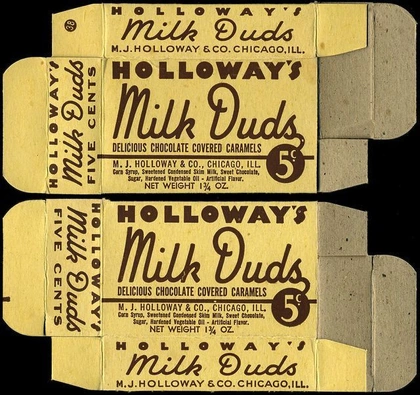 HOLLOWAY'S
Milk Duds
M.J. HOLLOWAY & CO. CHICAGO, ILL.
HOLLOWAY'S
Milk Duds
FIVE CENTS
HOLLOWAY'S
Milk Duds
DELICIOUS CHOCOLATE COVERED CARAMELS
5¢
M. J. HOLLOWAY & CO., CHICAGO, ILL.
Corn Syrup, Sweetened Condensed Skim Milk, Sweet Chocolate,
Sugar, Hardened Vegetable Oil - Artificial Flavor.
NET WEIGHT 1¾ OZ.
HOLLOWAY'S
Milk Duds
FIVE CENTS
HOLLOWAY'S
Milk Duds
DELICIOUS CHOCOLATE COVERED CARAMELS
5¢
M. J. HOLLOWAY & CO., CHICAGO, ILL.
Corn Syrup, Sweetened Condensed Skim Milk, Sweet Chocolate,
Sugar, Hardened Vegetable Oil - Artificial Flavor.
NET WEIGHT 1¾ OZ.
HOLLOWAY'S
Milk Duds
M.J. HOLLOWAY & CO. CHICAGO, ILL.